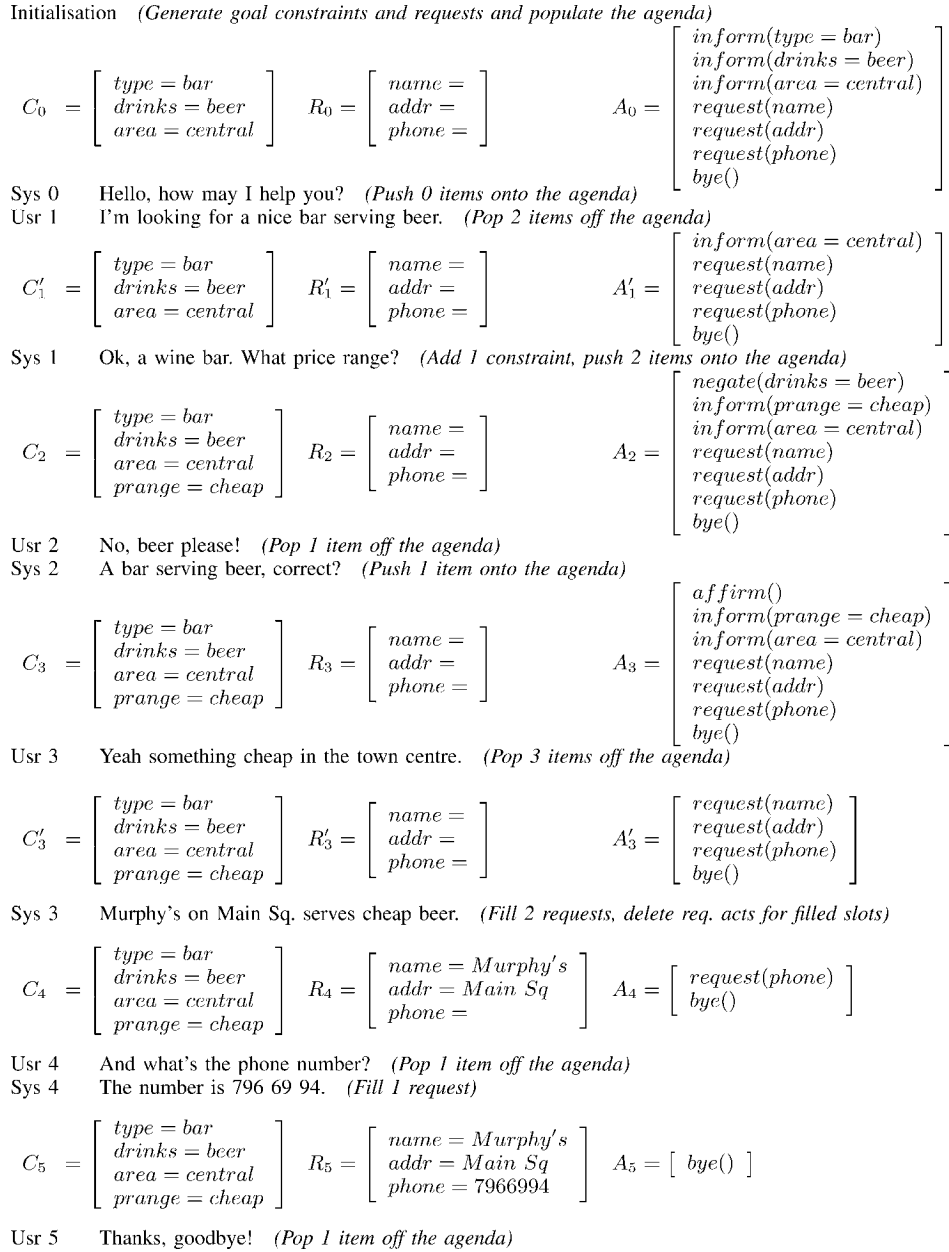 Initialisation (Generate goal constraints and requests and populate the agenda)
C₀ = [ type = bar
drinks = beer
area = central ]
R₀ = [ name =
addr =
phone = ]
A₀ = [ inform(type = bar)
inform(drinks = beer)
inform(area = central)
request(name)
request(addr)
request(phone)
bye() ]
Sys 0 Hello, how may I help you? (Push 0 items onto the agenda)
Usr 1 I'm looking for a nice bar serving beer. (Pop 2 items off the agenda)
C′₁ = [ type = bar
drinks = beer
area = central ]
R′₁ = [ name =
addr =
phone = ]
A′₁ = [ inform(area = central)
request(name)
request(addr)
request(phone)
bye() ]
Sys 1 Ok, a wine bar. What price range? (Add 1 constraint, push 2 items onto the agenda)
C₂ = [ type = bar
drinks = beer
area = central
prange = cheap ]
R₂ = [ name =
addr =
phone = ]
A₂ = [ negate(drinks = beer)
inform(prange = cheap)
inform(area = central)
request(name)
request(addr)
request(phone)
bye() ]
Usr 2 No, beer please! (Pop 1 item off the agenda)
Sys 2 A bar serving beer, correct? (Push 1 item onto the agenda)
C₃ = [ type = bar
drinks = beer
area = central
prange = cheap ]
R₃ = [ name =
addr =
phone = ]
A₃ = [ affirm()
inform(prange = cheap)
inform(area = central)
request(name)
request(addr)
request(phone)
bye() ]
Usr 3 Yeah something cheap in the town centre. (Pop 3 items off the agenda)
C′₃ = [ type = bar
drinks = beer
area = central
prange = cheap ]
R′₃ = [ name =
addr =
phone = ]
A′₃ = [ request(name)
request(addr)
request(phone)
bye() ]
Sys 3 Murphy's on Main Sq. serves cheap beer. (Fill 2 requests, delete req. acts for filled slots)
C₄ = [ type = bar
drinks = beer
area = central
prange = cheap ]
R₄ = [ name = Murphy's
addr = Main Sq
phone = ]
A₄ = [ request(phone)
bye() ]
Usr 4 And what's the phone number? (Pop 1 item off the agenda)
Sys 4 The number is 796 69 94. (Fill 1 request)
C₅ = [ type = bar
drinks = beer
area = central
prange = cheap ]
R₅ = [ name = Murphy's
addr = Main Sq
phone = 7966994 ]
A₅ = [ bye() ]
Usr 5 Thanks, goodbye! (Pop 1 item off the agenda)